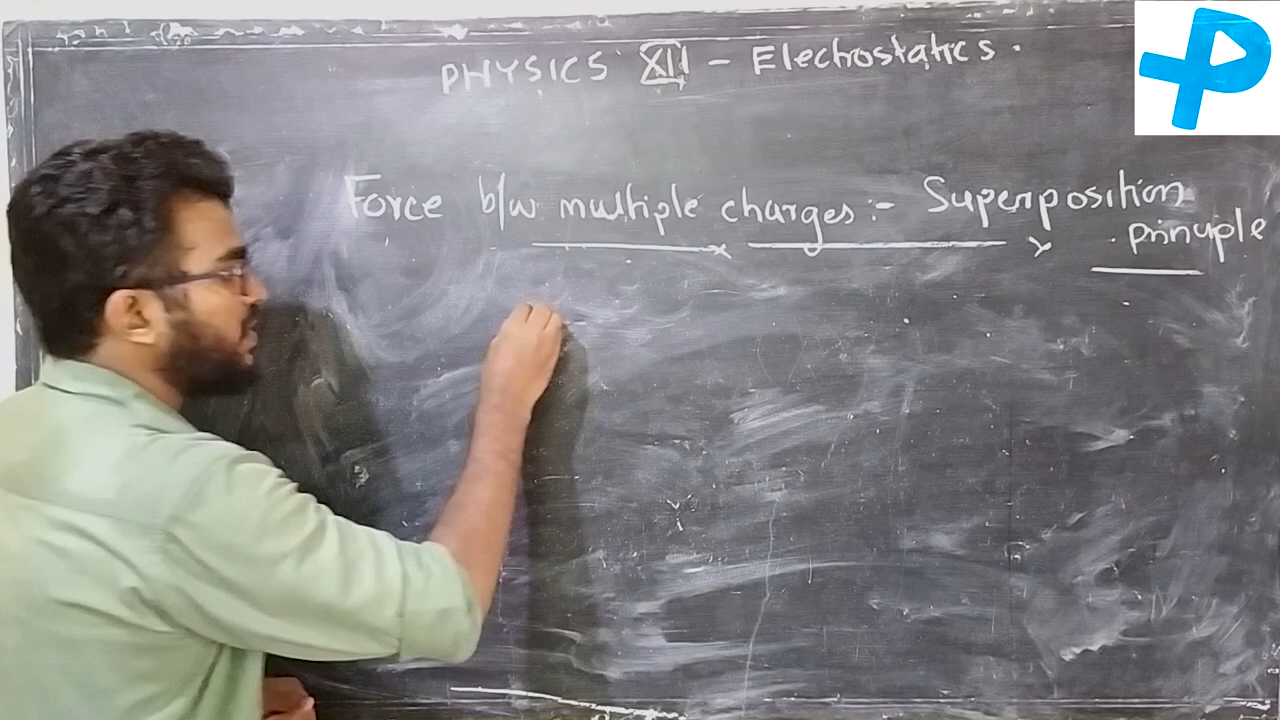 PHYSICS XII - Electrostatics.
Force b/w multiple charges :- Superposition
principle